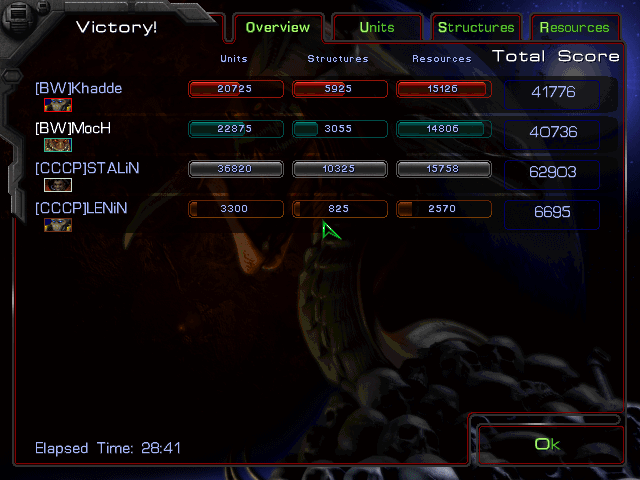 Victory!
Overview
Units
Structures
Resources
Units
Structures
Resources
Total Score
[BW]Khadde
20725
5925
15126
41776
[BW]MocH
22875
3055
14806
40736
[CCCP]STALiN
36820
10325
15758
62903
[CCCP]LENiN
3300
825
2570
6695
Elapsed Time: 28:41
Ok